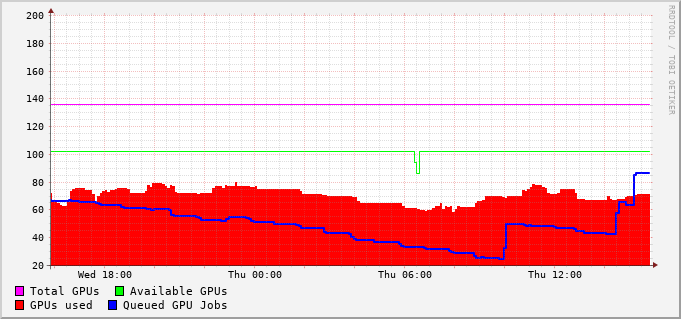 200
180
160
140
120
100
80
60
40
20
Wed 18:00 Thu 00:00 Thu 06:00 Thu 12:00
Total GPUs Available GPUs
GPUs used Queued GPU Jobs
RRDTOOL / TOBI OETIKER